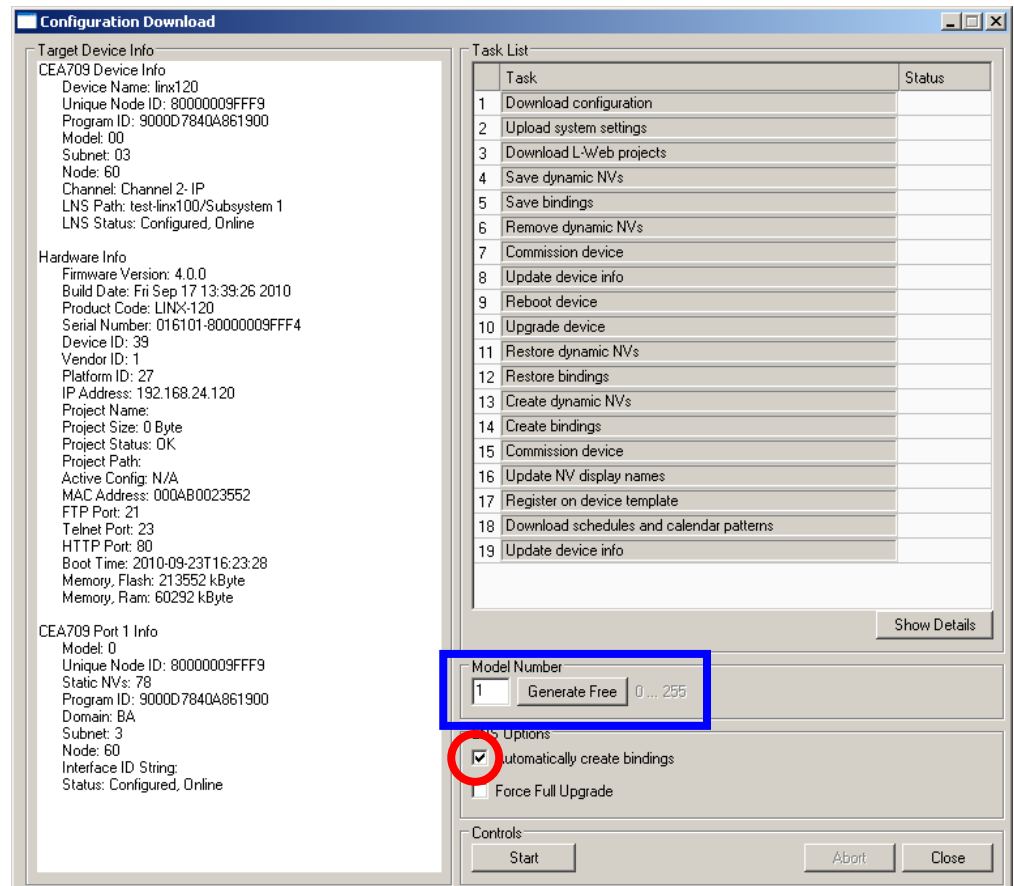 Configuration Download
Target Device Info
CEA709 Device Info
Device Name: linx120
Unique Node ID: 80000009FFF9
Program ID: 9000D7840A861900
Model: 00
Subnet: 03
Node: 60
Channel: Channel 2- IP
LNS Path: test-linx100/Subsystem 1
LNS Status: Configured, Online
Hardware Info
Firmware Version: 4.0.0
Build Date: Fri Sep 17 13:39:26 2010
Product Code: LINX-120
Serial Number: 016101-80000009FFF4
Device ID: 39
Vendor ID: 1
Platform ID: 27
IP Address: 192.168.24.120
Project Name:
Project Size: 0 Byte
Project Status: OK
Project Path:
Active Config: N/A
MAC Address: 000AB0023552
FTP Port: 21
Telnet Port: 23
HTTP Port: 80
Boot Time: 2010-09-23T16:23:28
Memory, Flash: 213552 kByte
Memory, Ram: 60292 kByte
CEA709 Port 1 Info
Model: 0
Unique Node ID: 80000009FFF9
Static NVs: 78
Program ID: 9000D7840A861900
Domain: BA
Subnet: 3
Node: 60
Interface ID String:
Status: Configured, Online
Task List
Task Status
1 Download configuration
2 Upload system settings
3 Download L-Web projects
4 Save dynamic NVs
5 Save bindings
6 Remove dynamic NVs
7 Commission device
8 Update device info
9 Reboot device
10 Upgrade device
11 Restore dynamic NVs
12 Restore bindings
13 Create dynamic NVs
14 Create bindings
15 Commission device
16 Update NV display names
17 Register on device template
18 Download schedules and calendar patterns
19 Update device info
Show Details
Model Number
1 Generate Free 0 ... 255
LNS Options
Automatically create bindings
Force Full Upgrade
Controls
Start Abort Close